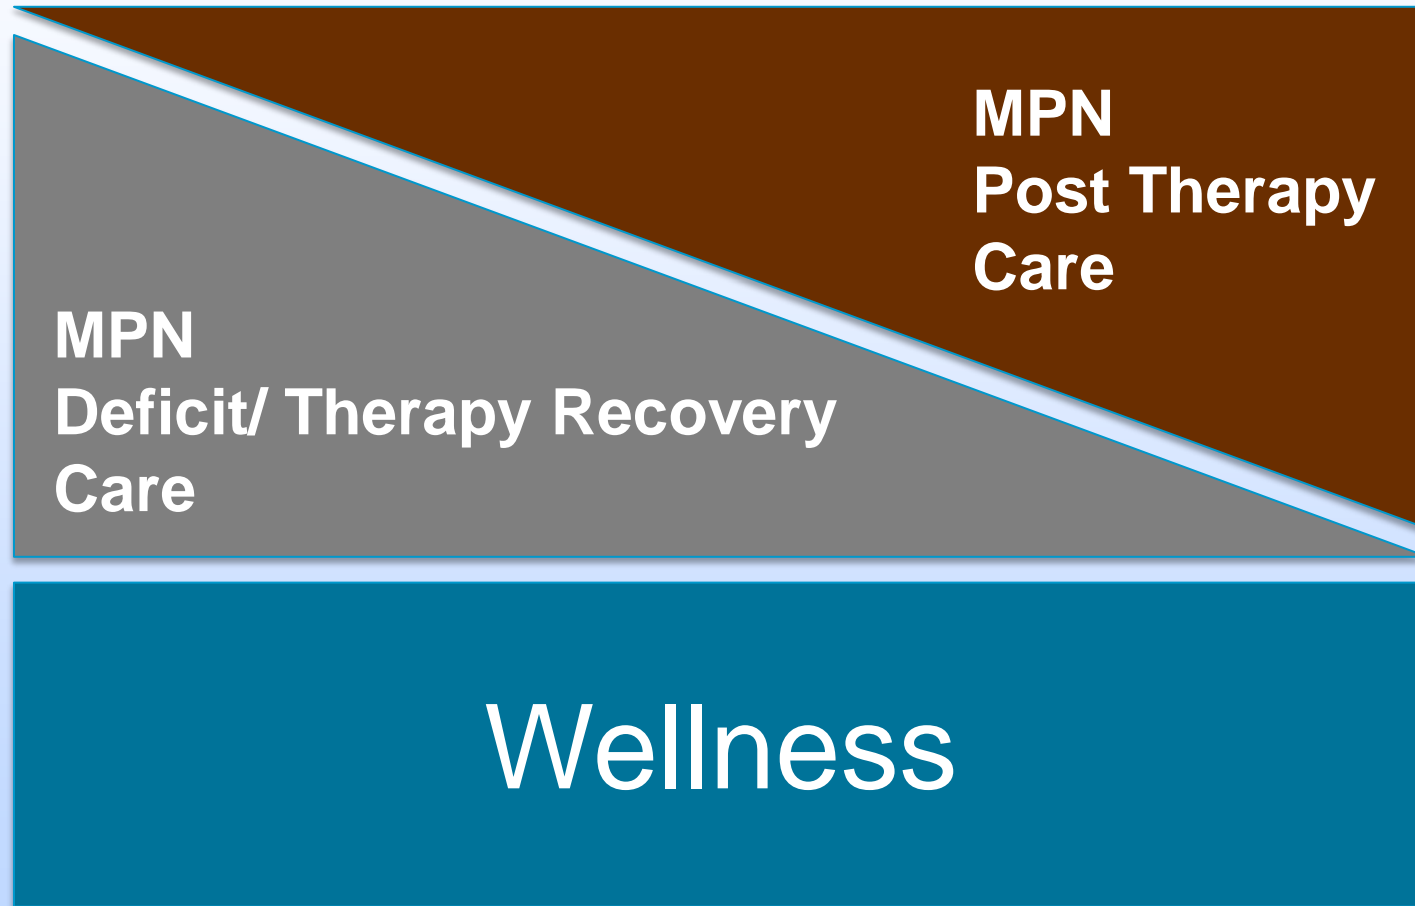 MPN
Post Therapy
Care
MPN
Deficit/ Therapy Recovery
Care
Wellness